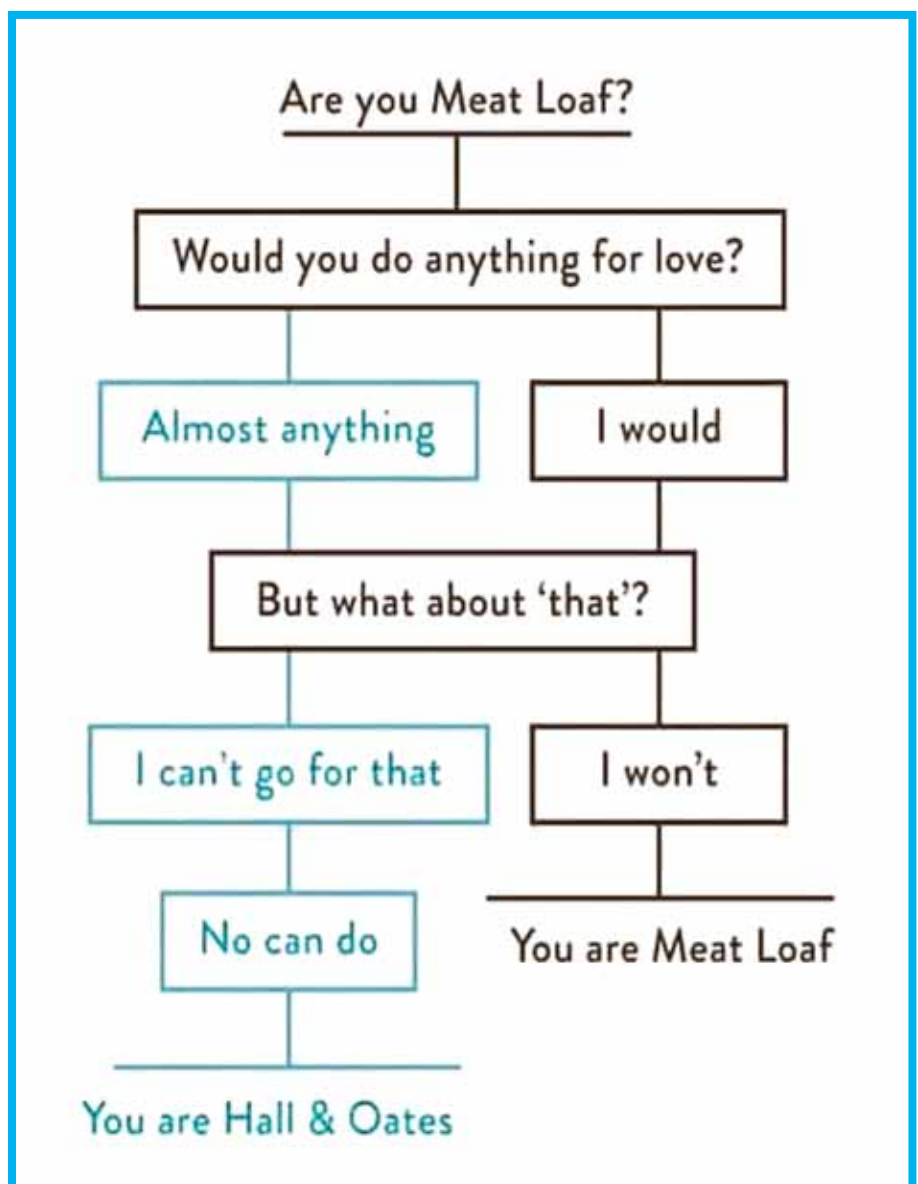 Are you Meat Loaf?
Would you do anything for love?
Almost anything
I would
But what about ‘that’?
I can't go for that
I won’t
No can do
You are Meat Loaf
You are Hall & Oates